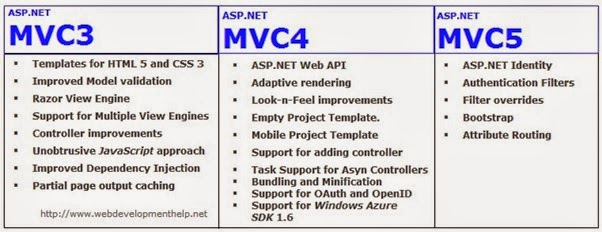 ASP.NET
MVC3
Templates for HTML 5 and CSS 3
Improved Model validation
Razor View Engine
Support for Multiple View Engines
Controller improvements
Unobtrusive JavaScript approach
Improved Dependency Injection
Partial page output caching
http://www.webdevelopmenthelp.net
ASP.NET
MVC4
ASP.NET Web API
Adaptive rendering
Look-n-Feel improvements
Empty Project Template.
Mobile Project Template
Support for adding controller
Task Support for Asyn Controllers
Bundling and Minification
Support for OAuth and OpenID
Support for Windows Azure
SDK 1.6
ASP.NET
MVC5
ASP.NET Identity
Authentication Filters
Filter overrides
Bootstrap
Attribute Routing